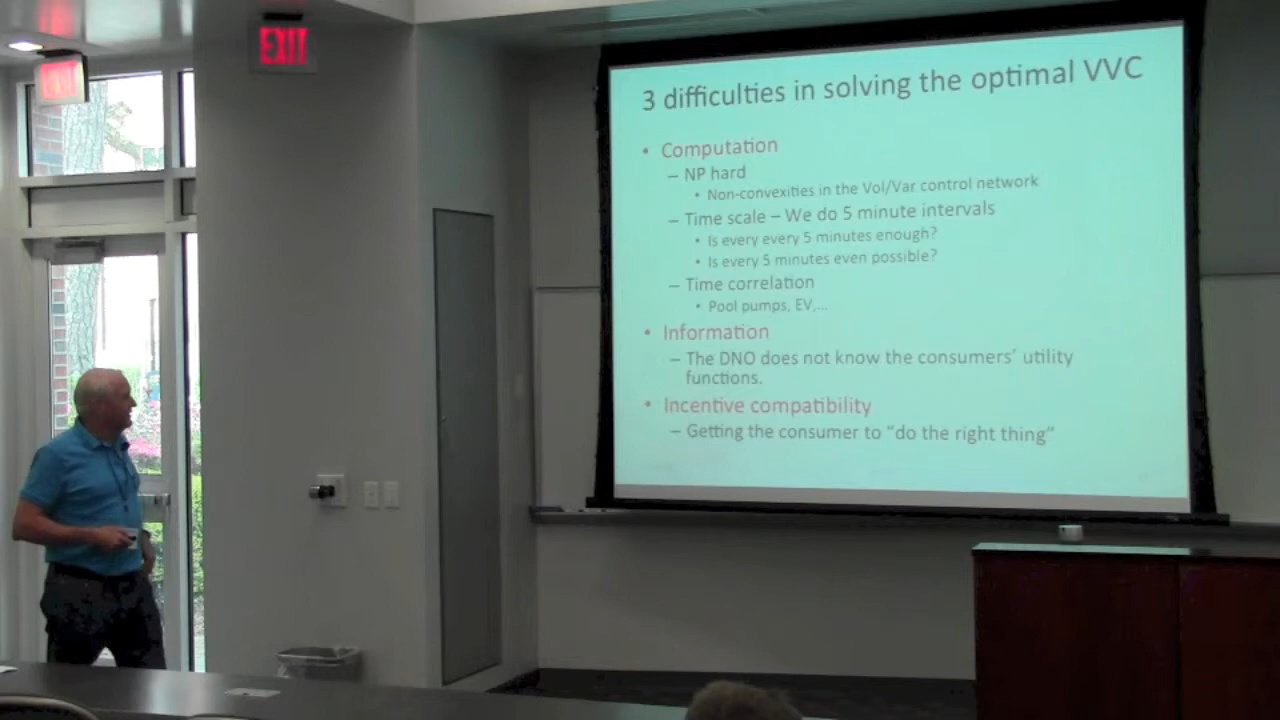 EXIT
EXIT
3 difficulties in solving the optimal VVC
• Computation
– NP hard
• Non-convexities in the Vol/Var control network
– Time scale – We do 5 minute intervals
• Is every every 5 minutes enough?
• Is every 5 minutes even possible?
– Time correlation
• Pool pumps, EV,...
• Information
– The DNO does not know the consumers' utility
functions.
• Incentive compatibility
– Getting the consumer to “do the right thing”